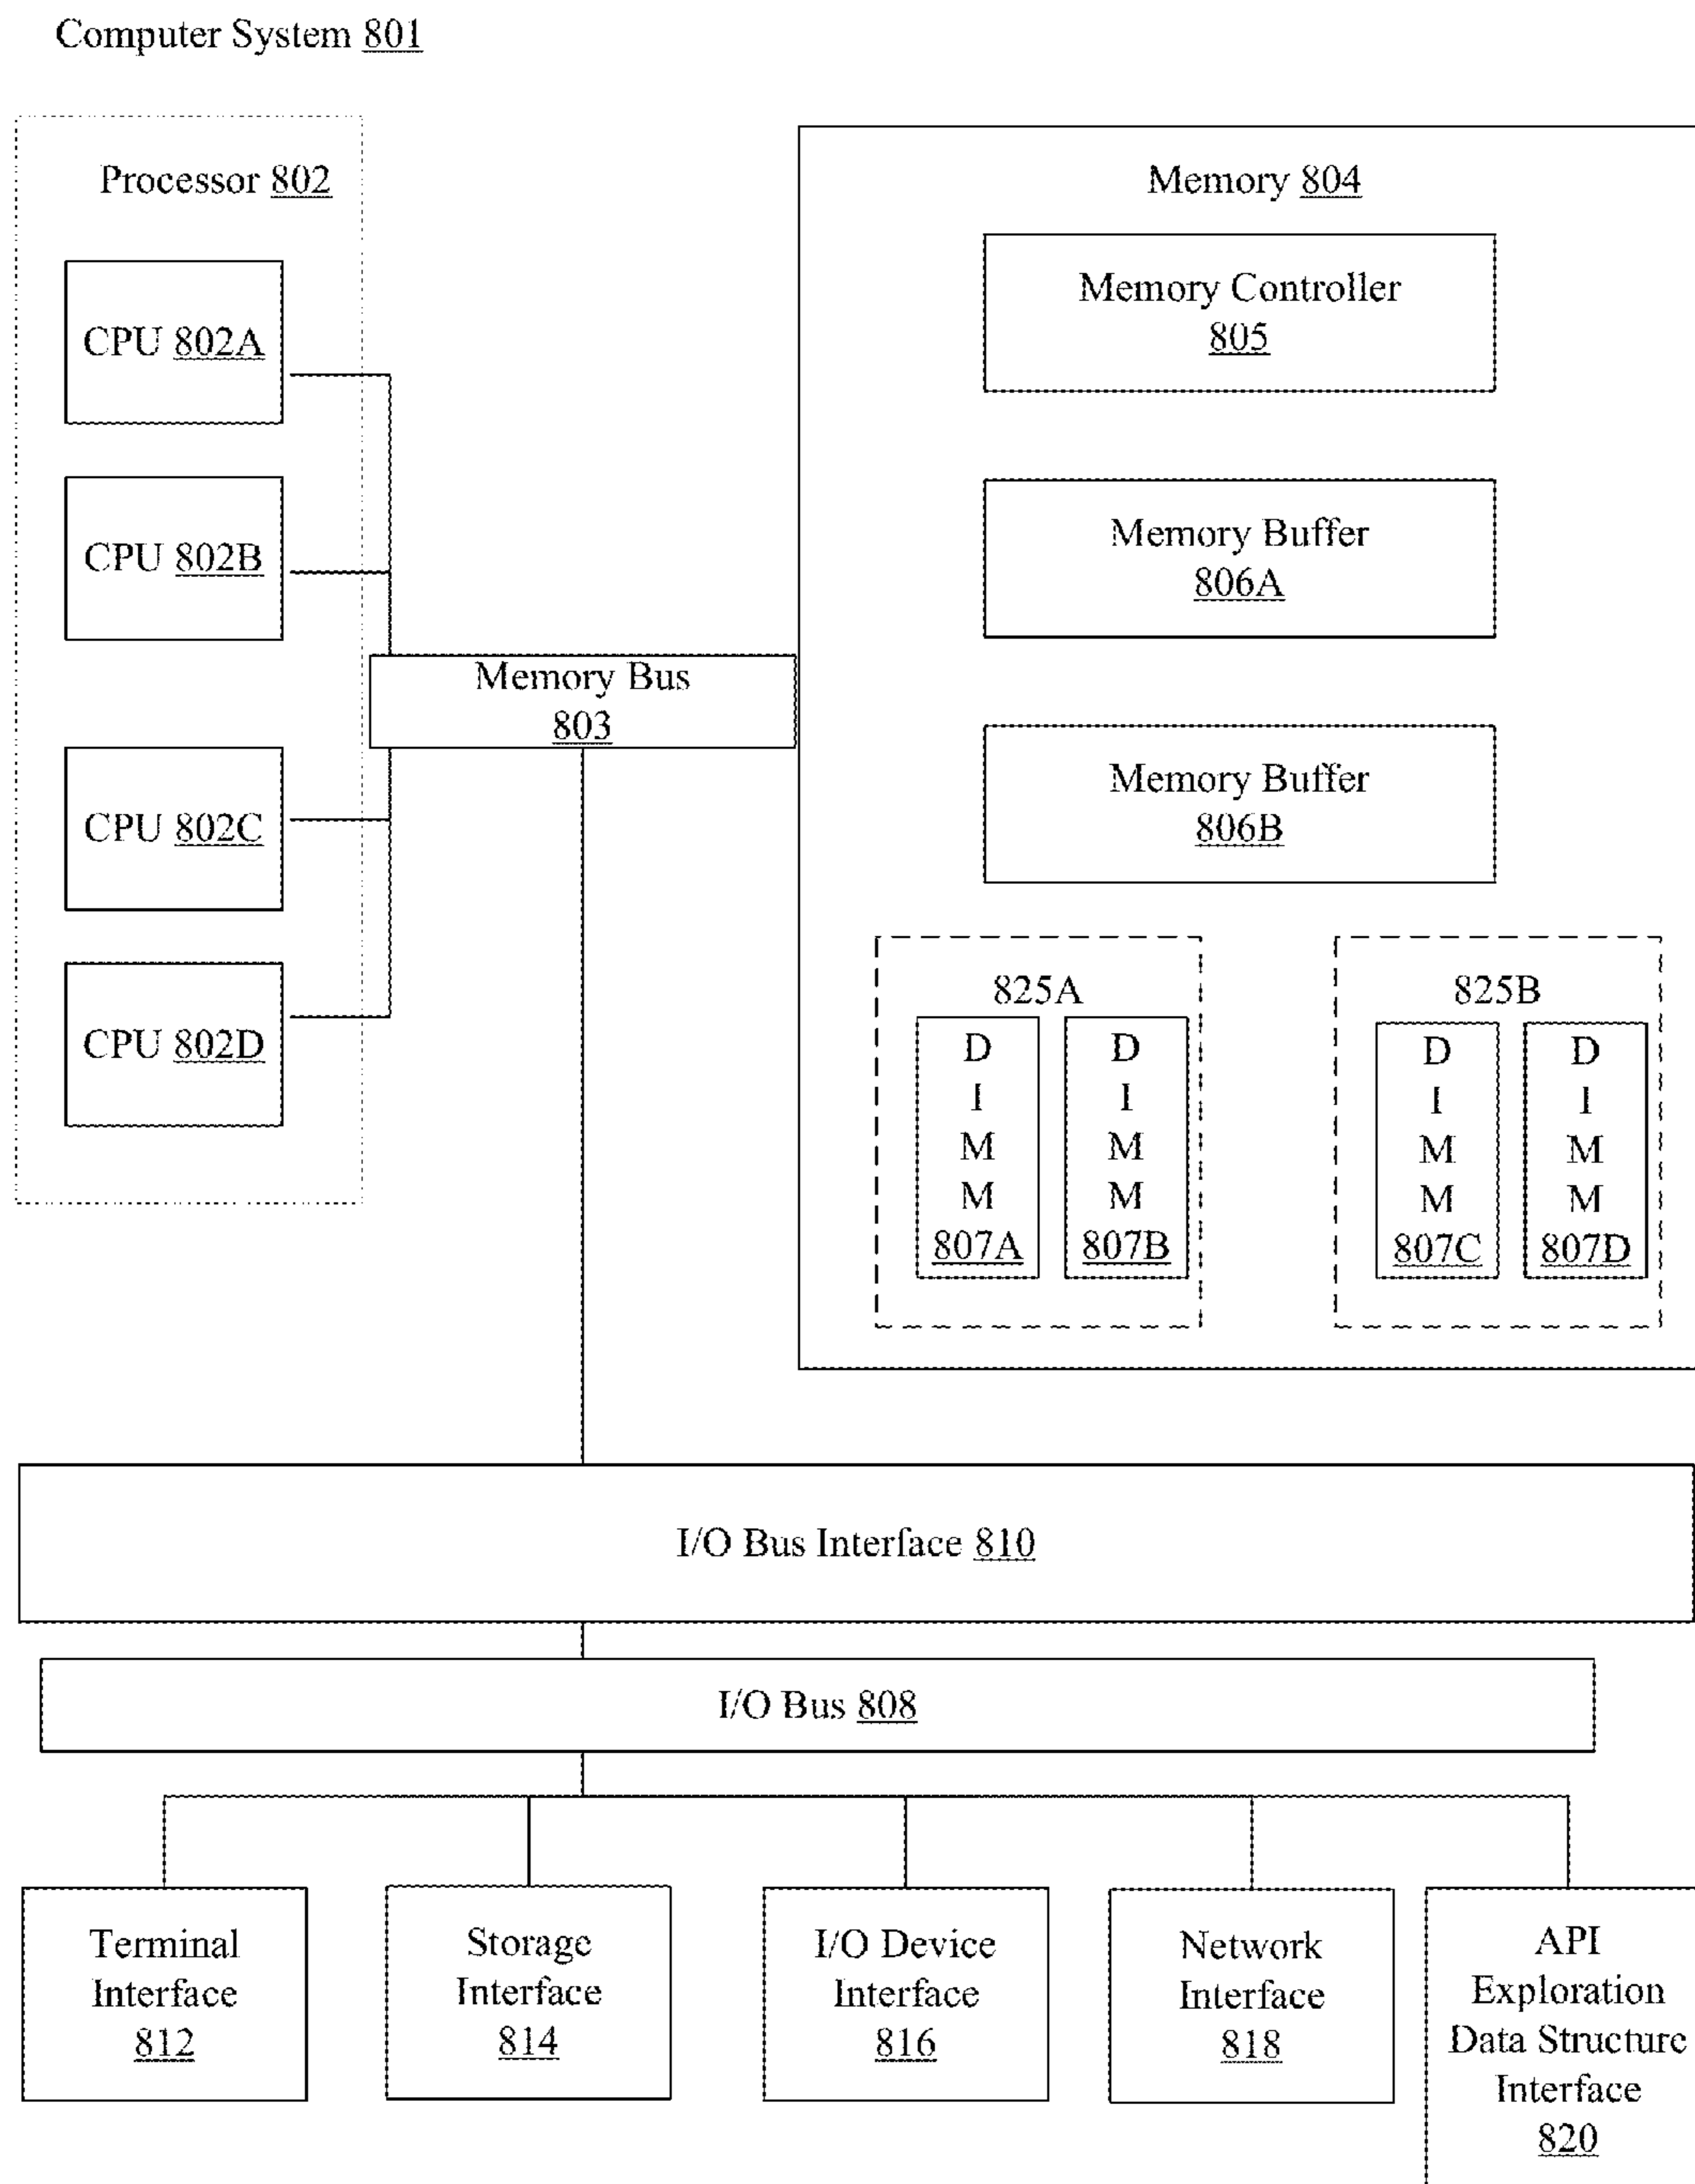 Computer System 801
Processor 802
CPU 802A
CPU 802B
CPU 802C
CPU 802D
Memory Bus
803
Memory 804
Memory Controller
805
Memory Buffer
806A
Memory Buffer
806B
825A
D
I
M
M
807A
D
I
M
M
807B
825B
D
I
M
M
807C
D
I
M
M
807D
I/O Bus Interface 810
I/O Bus 808
Terminal
Interface
812
Storage
Interface
814
I/O Device
Interface
816
Network
Interface
818
API
Exploration
Data Structure
Interface
820